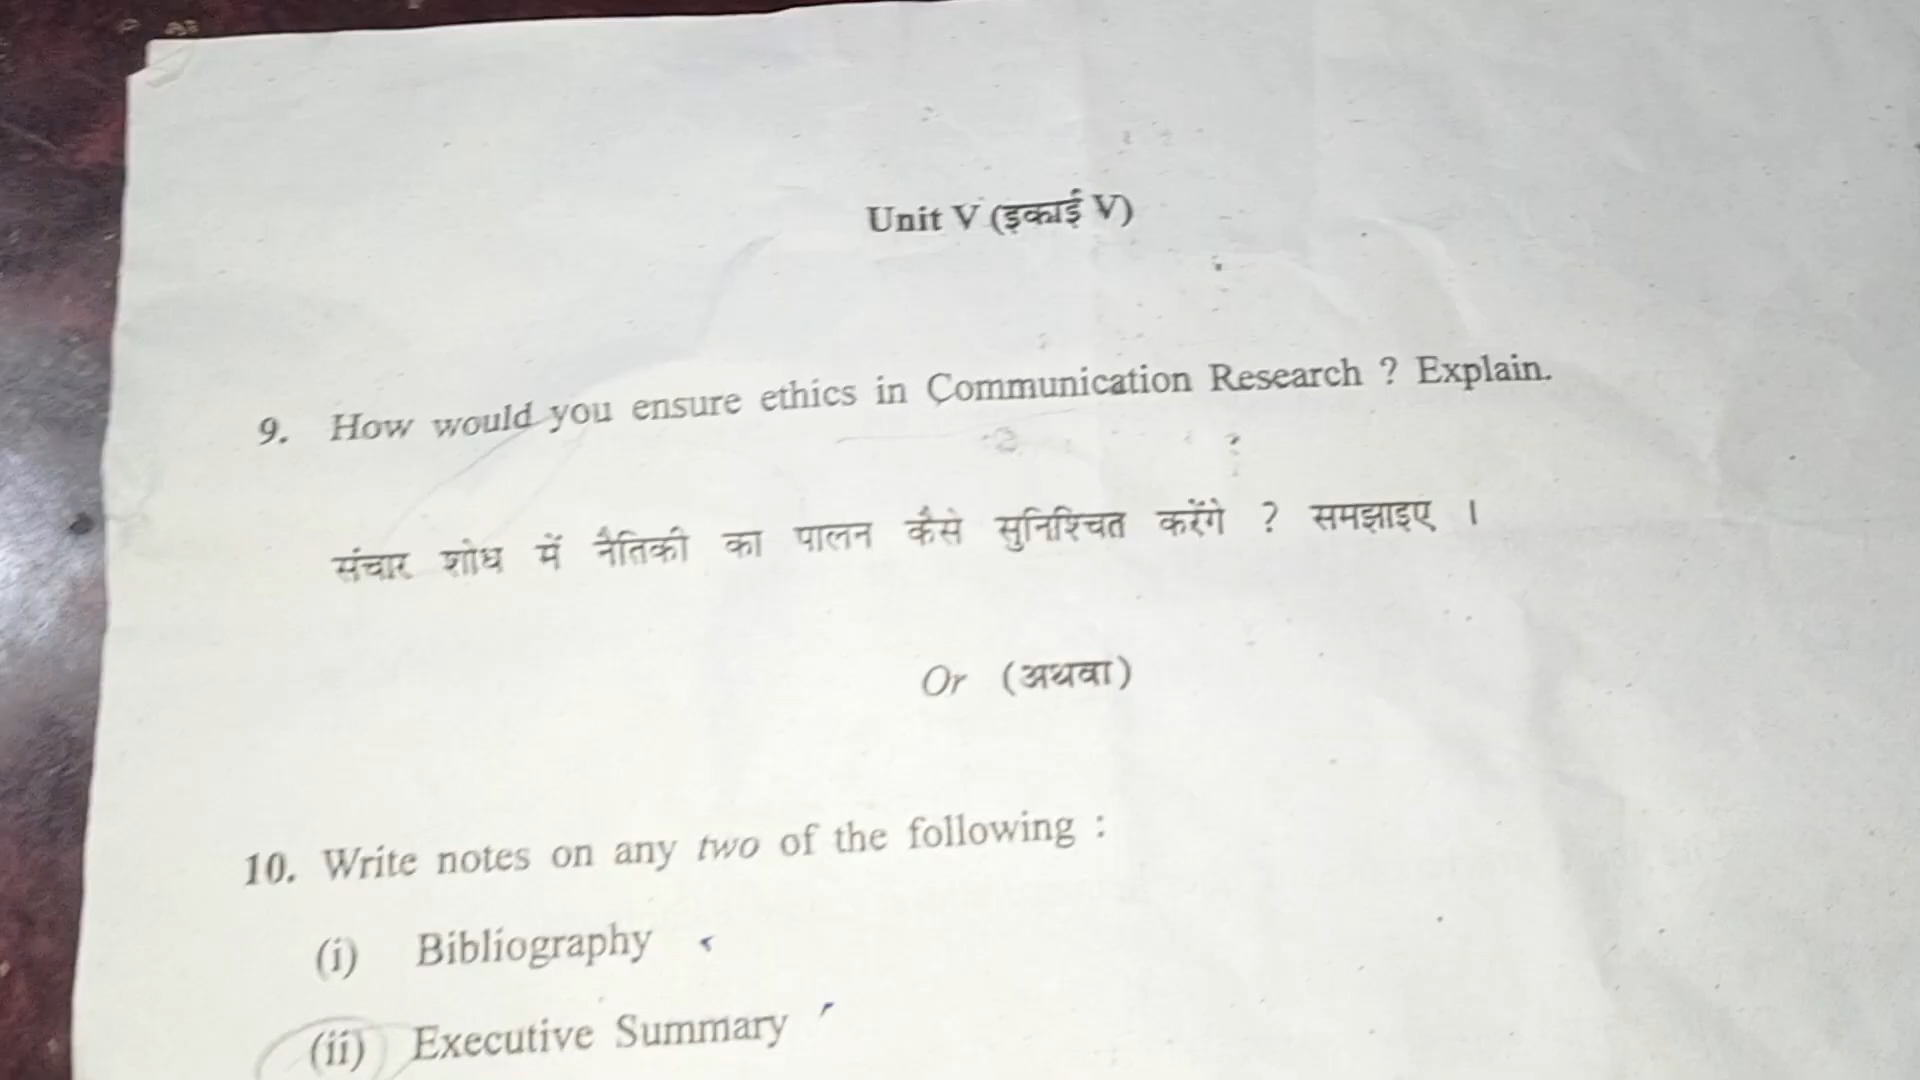 Unit V (इकाई V)
9. How would you ensure ethics in Communication Research ? Explain.
संचार शोध में नैतिकी का पालन कैसे सुनिश्चित करेंगे ? समझाइए ।
Or (अथवा)
10. Write notes on any two of the following :
(i) Bibliography
(ii) Executive Summary